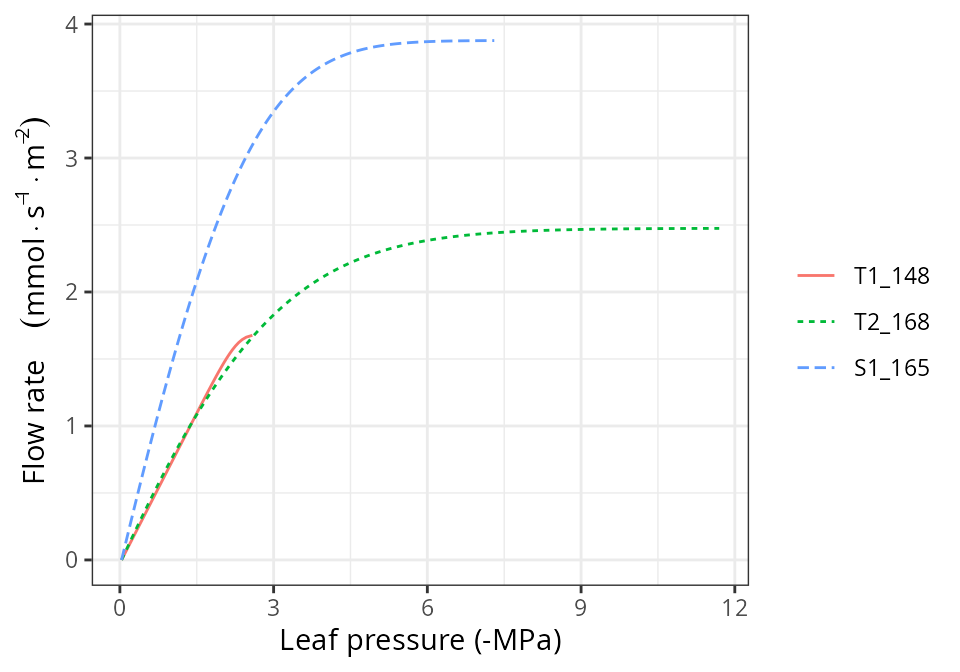 4
3
2
1
0
0 3 6 9 12
Leaf pressure (-MPa)
Flow rate (mmol · s⁻¹ · m⁻²)
T1_148
T2_168
S1_165